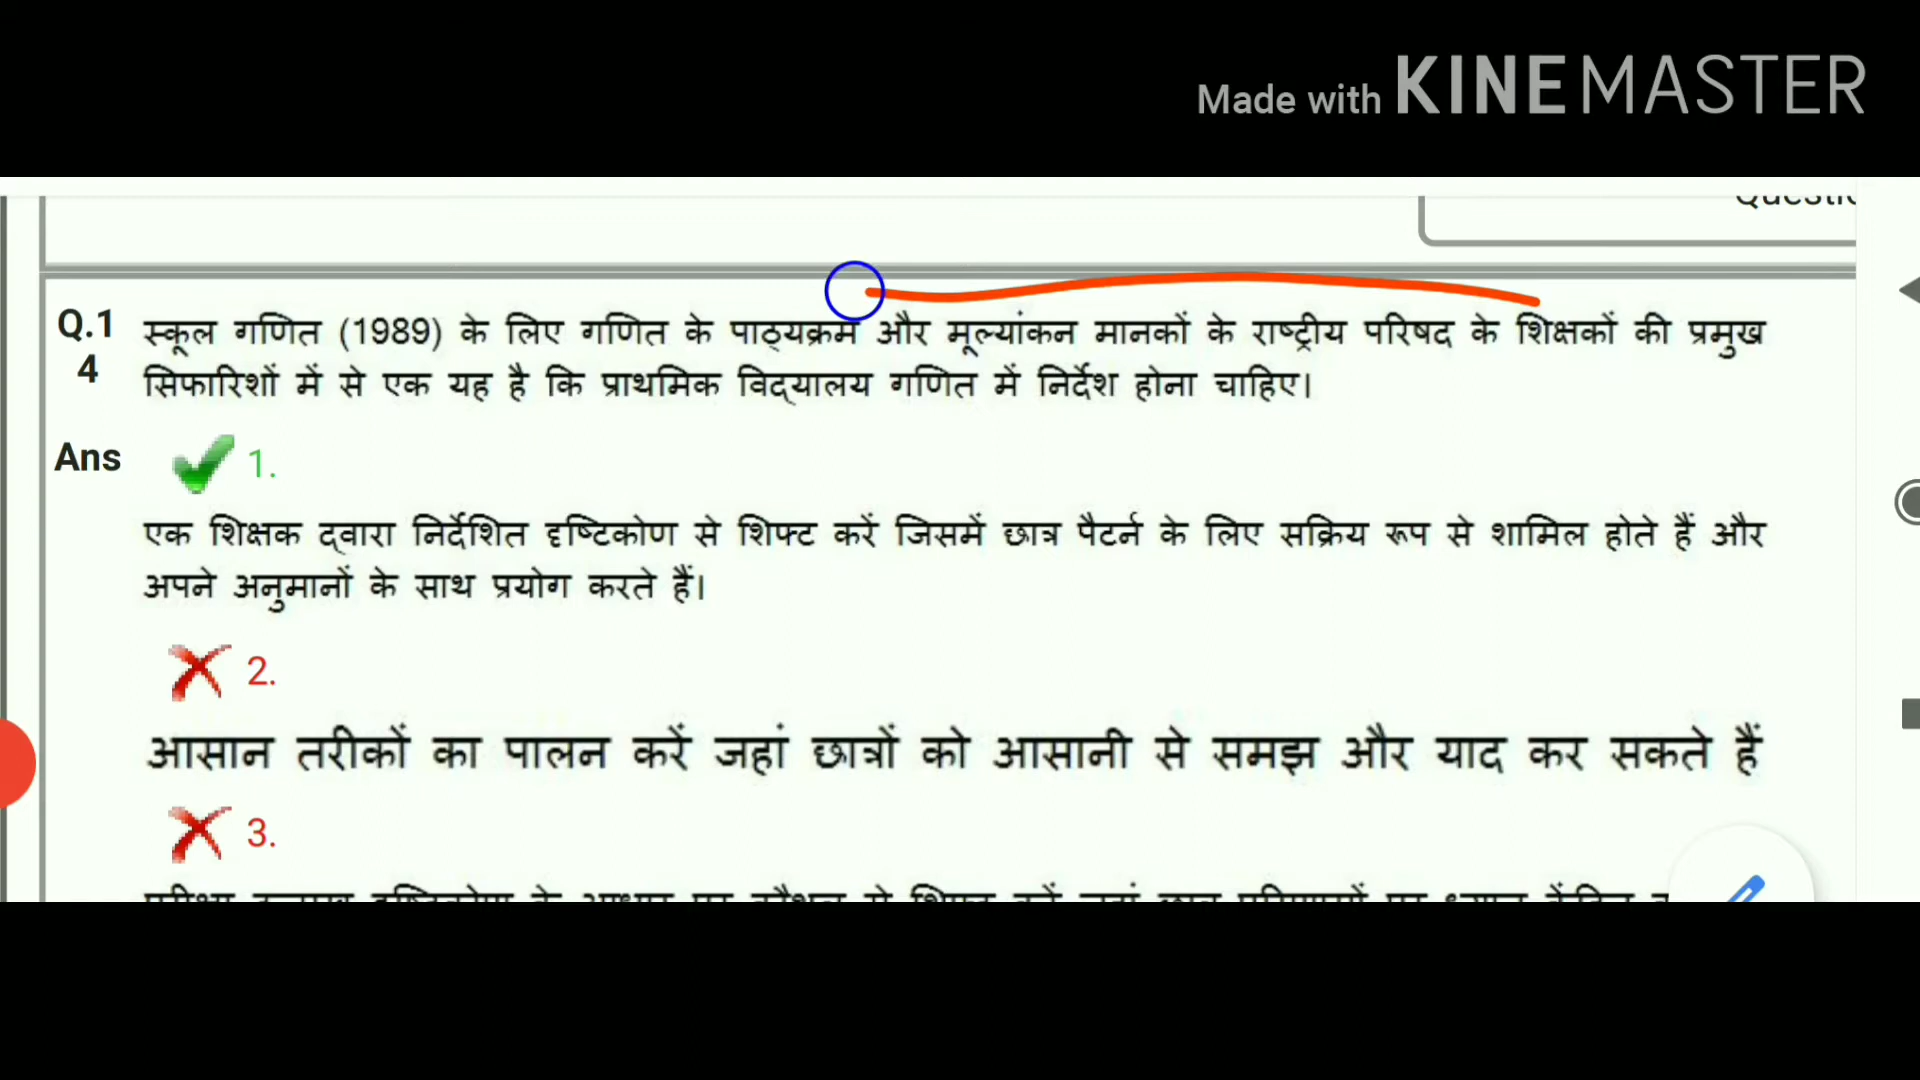 Made with KINEMASTER
Q.1 स्कूल गणित (1989) के लिए गणित के पाठ्यक्रम और मूल्यांकन मानकों के राष्ट्रीय परिषद के शिक्षकों की प्रमुख
4 सिफारिशों में से एक यह है कि प्राथमिक विद्यालय गणित में निर्देश होना चाहिए।
Ans 1.
एक शिक्षक द्वारा निर्देशित दृष्टिकोण से शिफ्ट करें जिसमें छात्र पैटर्न के लिए सक्रिय रूप से शामिल होते हैं और
अपने अनुमानों के साथ प्रयोग करते हैं।
2.
आसान तरीकों का पालन करें जहां छात्रों को आसानी से समझ और याद कर सकते हैं
3.